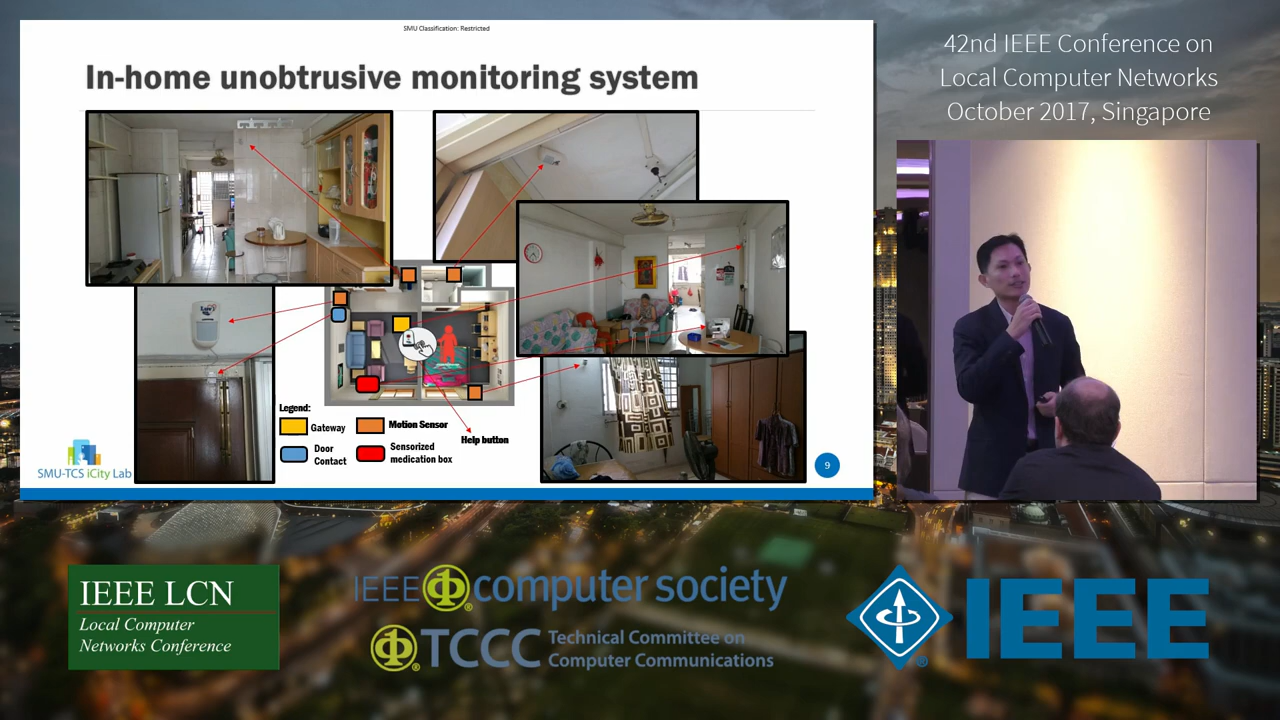 SMU Classification: Restricted
In-home unobtrusive monitoring system
Legend:
Gateway
Motion Sensor
Door
Contact
Sensorized
medication box
Help button
SMU-TCS iCity Lab
9
42nd IEEE Conference on
Local Computer Networks
October 2017, Singapore
IEEE LCN
Local Computer
Networks Conference
IEEE computer society
TCCC Technical Committee on
Computer Communications
IEEE